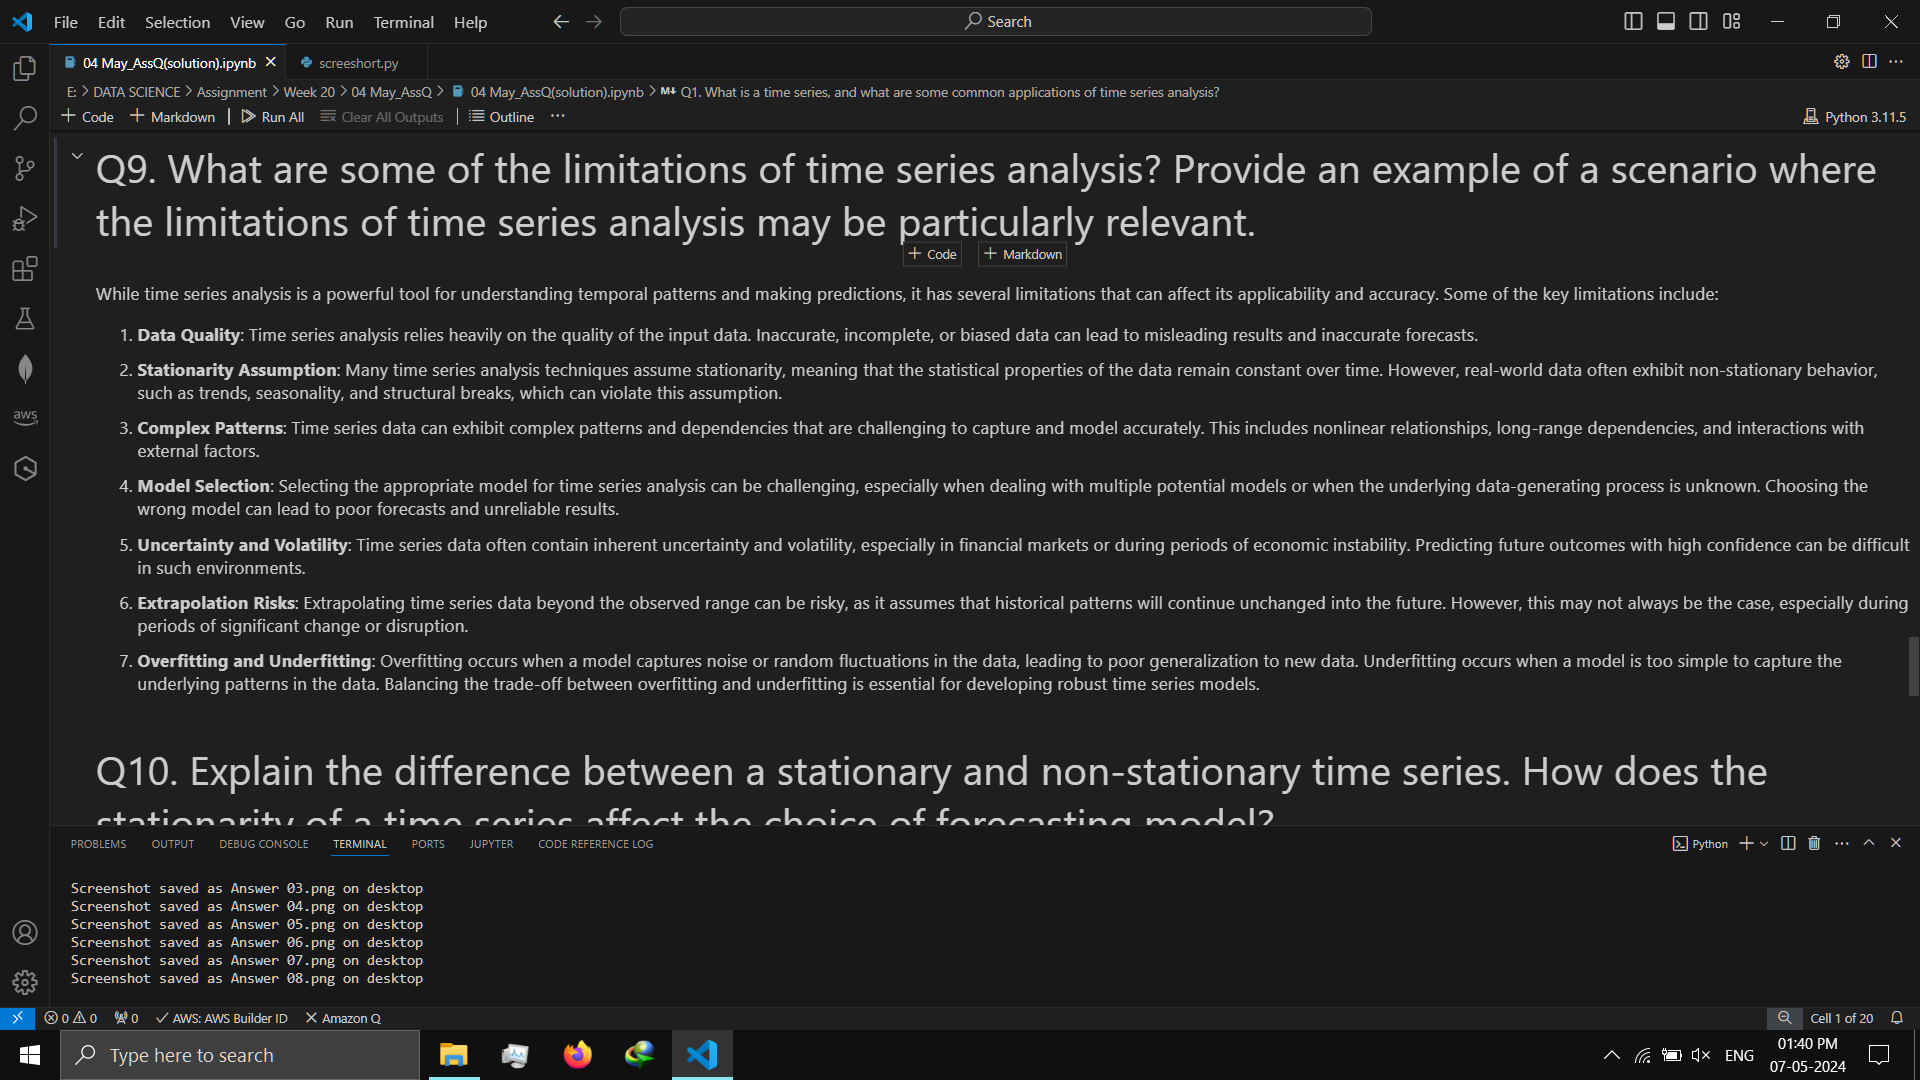 File Edit Selection View Go Run Terminal Help Search
04 May_AssQ(solution).ipynb screeshort.py
E: > DATA SCIENCE > Assignment > Week 20 > 04 May_AssQ > 04 May_AssQ(solution).ipynb > M↓ Q1. What is a time series, and what are some common applications of time series analysis?
+ Code + Markdown | Run All Clear All Outputs | Outline ... Python 3.11.5
Q9. What are some of the limitations of time series analysis? Provide an example of a scenario where
the limitations of time series analysis may be particularly relevant.
+ Code + Markdown
While time series analysis is a powerful tool for understanding temporal patterns and making predictions, it has several limitations that can affect its applicability and accuracy. Some of the key limitations include:
1. Data Quality: Time series analysis relies heavily on the quality of the input data. Inaccurate, incomplete, or biased data can lead to misleading results and inaccurate forecasts.
2. Stationarity Assumption: Many time series analysis techniques assume stationarity, meaning that the statistical properties of the data remain constant over time. However, real-world data often exhibit non-stationary behavior,
such as trends, seasonality, and structural breaks, which can violate this assumption.
3. Complex Patterns: Time series data can exhibit complex patterns and dependencies that are challenging to capture and model accurately. This includes nonlinear relationships, long-range dependencies, and interactions with
external factors.
4. Model Selection: Selecting the appropriate model for time series analysis can be challenging, especially when dealing with multiple potential models or when the underlying data-generating process is unknown. Choosing the
wrong model can lead to poor forecasts and unreliable results.
5. Uncertainty and Volatility: Time series data often contain inherent uncertainty and volatility, especially in financial markets or during periods of economic instability. Predicting future outcomes with high confidence can be difficult
in such environments.
6. Extrapolation Risks: Extrapolating time series data beyond the observed range can be risky, as it assumes that historical patterns will continue unchanged into the future. However, this may not always be the case, especially during
periods of significant change or disruption.
7. Overfitting and Underfitting: Overfitting occurs when a model captures noise or random fluctuations in the data, leading to poor generalization to new data. Underfitting occurs when a model is too simple to capture the
underlying patterns in the data. Balancing the trade-off between overfitting and underfitting is essential for developing robust time series models.
Q10. Explain the difference between a stationary and non-stationary time series. How does the
stationarity of a time series affect the choice of forecasting model?
PROBLEMS OUTPUT DEBUG CONSOLE TERMINAL PORTS JUPYTER CODE REFERENCE LOG Python
Screenshot saved as Answer 03.png on desktop
Screenshot saved as Answer 04.png on desktop
Screenshot saved as Answer 05.png on desktop
Screenshot saved as Answer 06.png on desktop
Screenshot saved as Answer 07.png on desktop
Screenshot saved as Answer 08.png on desktop
aws
0 0 0 AWS: AWS Builder ID Amazon Q Cell 1 of 20
Type here to search ENG 01:40 PM
07-05-2024